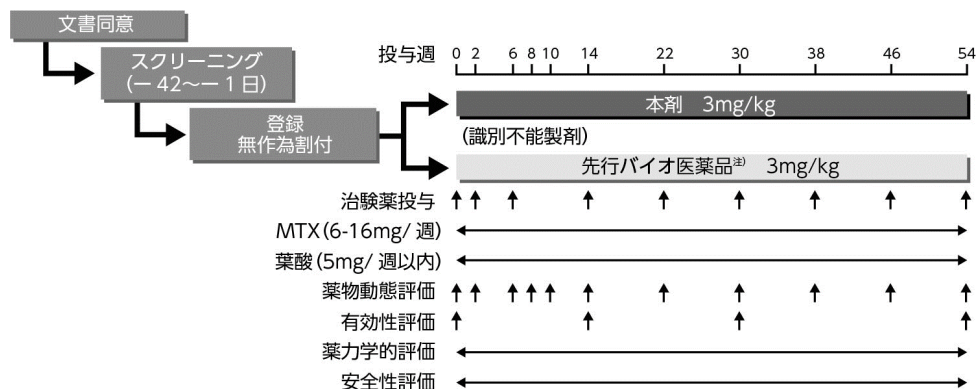 文書同意
スクリーニング
(ー 42〜ー 1 日)
登録
無作為割付
投与週 0 2 6 8 10 14 22 30 38 46 54
本剤 3mg/kg
(識別不能製剤)
先行バイオ医薬品注) 3mg/kg
治験薬投与
MTX(6-16mg/ 週)
葉酸(5mg/ 週以内)
薬物動態評価
有効性評価
薬力学的評価
安全性評価